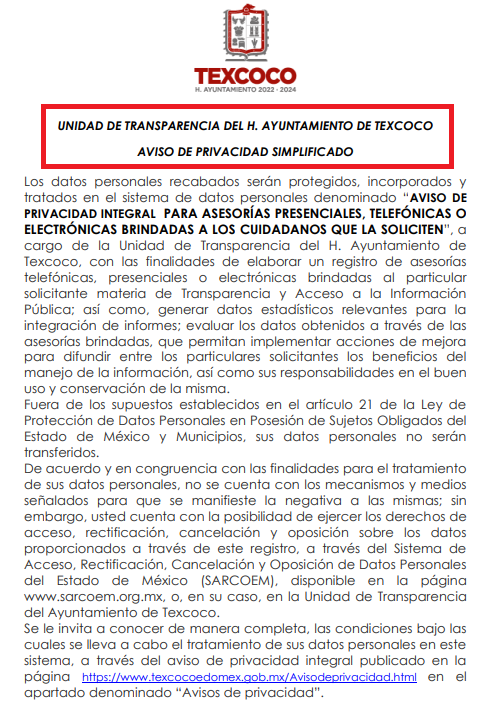 TEXCOCO
H. AYUNTAMIENTO 2022 - 2024
UNIDAD DE TRANSPARENCIA DEL H. AYUNTAMIENTO DE TEXCOCO
AVISO DE PRIVACIDAD SIMPLIFICADO
Los datos personales recabados serán protegidos, incorporados y
tratados en el sistema de datos personales denominado “AVISO DE
PRIVACIDAD INTEGRAL PARA ASESORÍAS PRESENCIALES, TELEFÓNICAS O
ELECTRÓNICAS BRINDADAS A LOS CUIDADANOS QUE LA SOLICITEN”, a
cargo de la Unidad de Transparencia del H. Ayuntamiento de
Texcoco, con las finalidades de elaborar un registro de asesorías
telefónicas, presenciales o electrónicas brindadas al particular
solicitante materia de Transparencia y Acceso a la Información
Pública; así como, generar datos estadísticos relevantes para la
integración de informes; evaluar los datos obtenidos a través de las
asesorías brindadas, que permitan implementar acciones de mejora
para difundir entre los particulares solicitantes los beneficios del
manejo de la información, así como sus responsabilidades en el buen
uso y conservación de la misma.
Fuera de los supuestos establecidos en el artículo 21 de la Ley de
Protección de Datos Personales en Posesión de Sujetos Obligados del
Estado de México y Municipios, sus datos personales no serán
transferidos.
De acuerdo y en congruencia con las finalidades para el tratamiento
de sus datos personales, no se cuenta con los mecanismos y medios
señalados para que se manifieste la negativa a las mismas; sin
embargo, usted cuenta con la posibilidad de ejercer los derechos de
acceso, rectificación, cancelación y oposición sobre los datos
proporcionados a través de este registro, a través del Sistema de
Acceso, Rectificación, Cancelación y Oposición de Datos Personales
del Estado de México (SARCOEM), disponible en la página
www.sarcoem.org.mx, o, en su caso, en la Unidad de Transparencia
del Ayuntamiento de Texcoco.
Se le invita a conocer de manera completa, las condiciones bajo las
cuales se lleva a cabo el tratamiento de sus datos personales en este
sistema, a través del aviso de privacidad integral publicado en la
página https://www.texcocoedomex.gob.mx/Avisodeprivacidad.html en el
apartado denominado “Avisos de privacidad”.